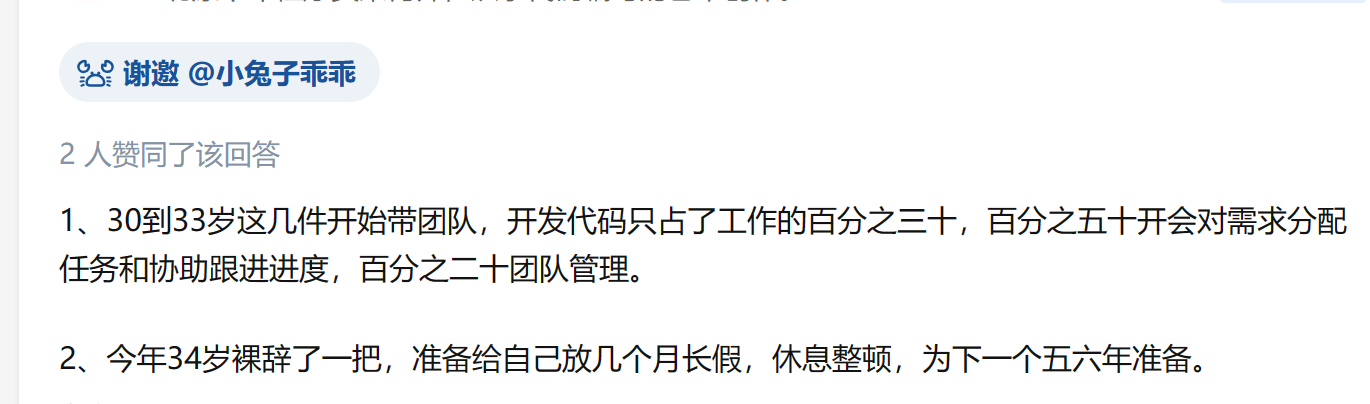 谢邀 @小兔子乖乖
2 人赞同了该回答
1、30到33岁这几件开始带团队，开发代码只占了工作的百分之三十，百分之五十开会对需求分配
任务和协助跟进进度，百分之二十团队管理。
2、今年34岁裸辞了一把，准备给自己放几个月长假，休息整顿，为下一个五六年准备。